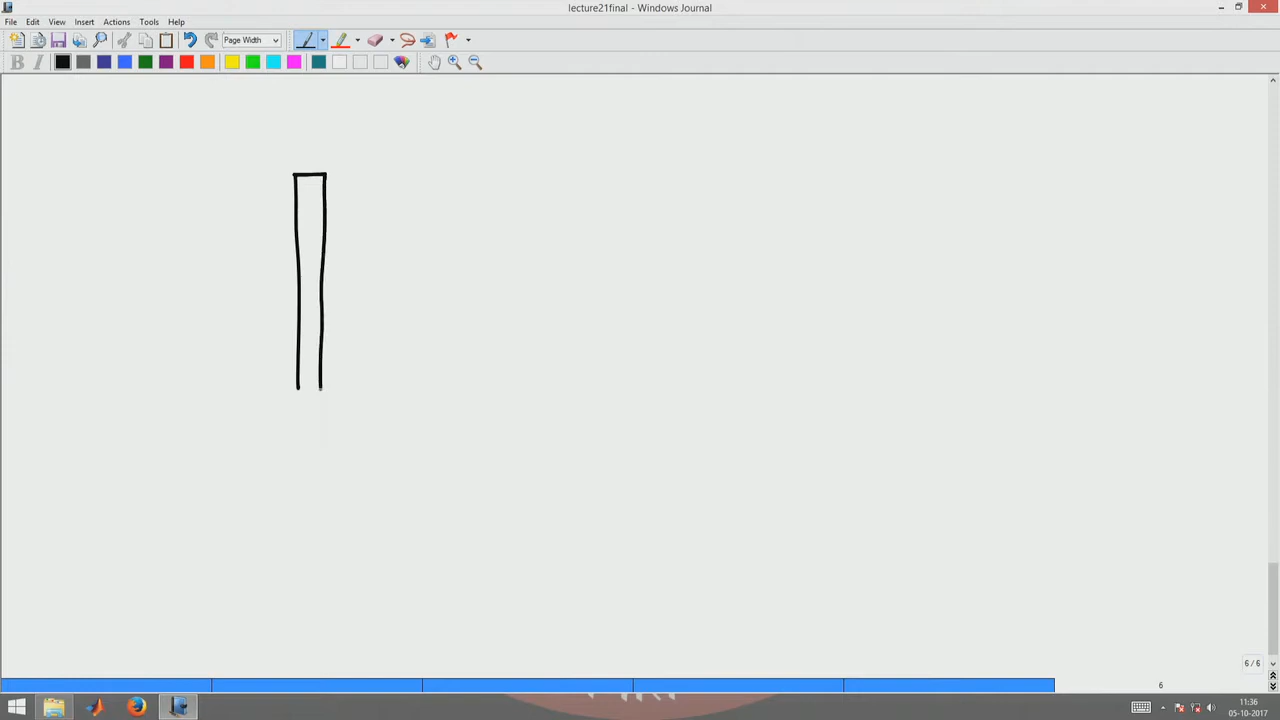 lecture21final - Windows Journal
File Edit View Insert Actions Tools Help
Page Width
B I
6 / 6
6
11:36
05-10-2017